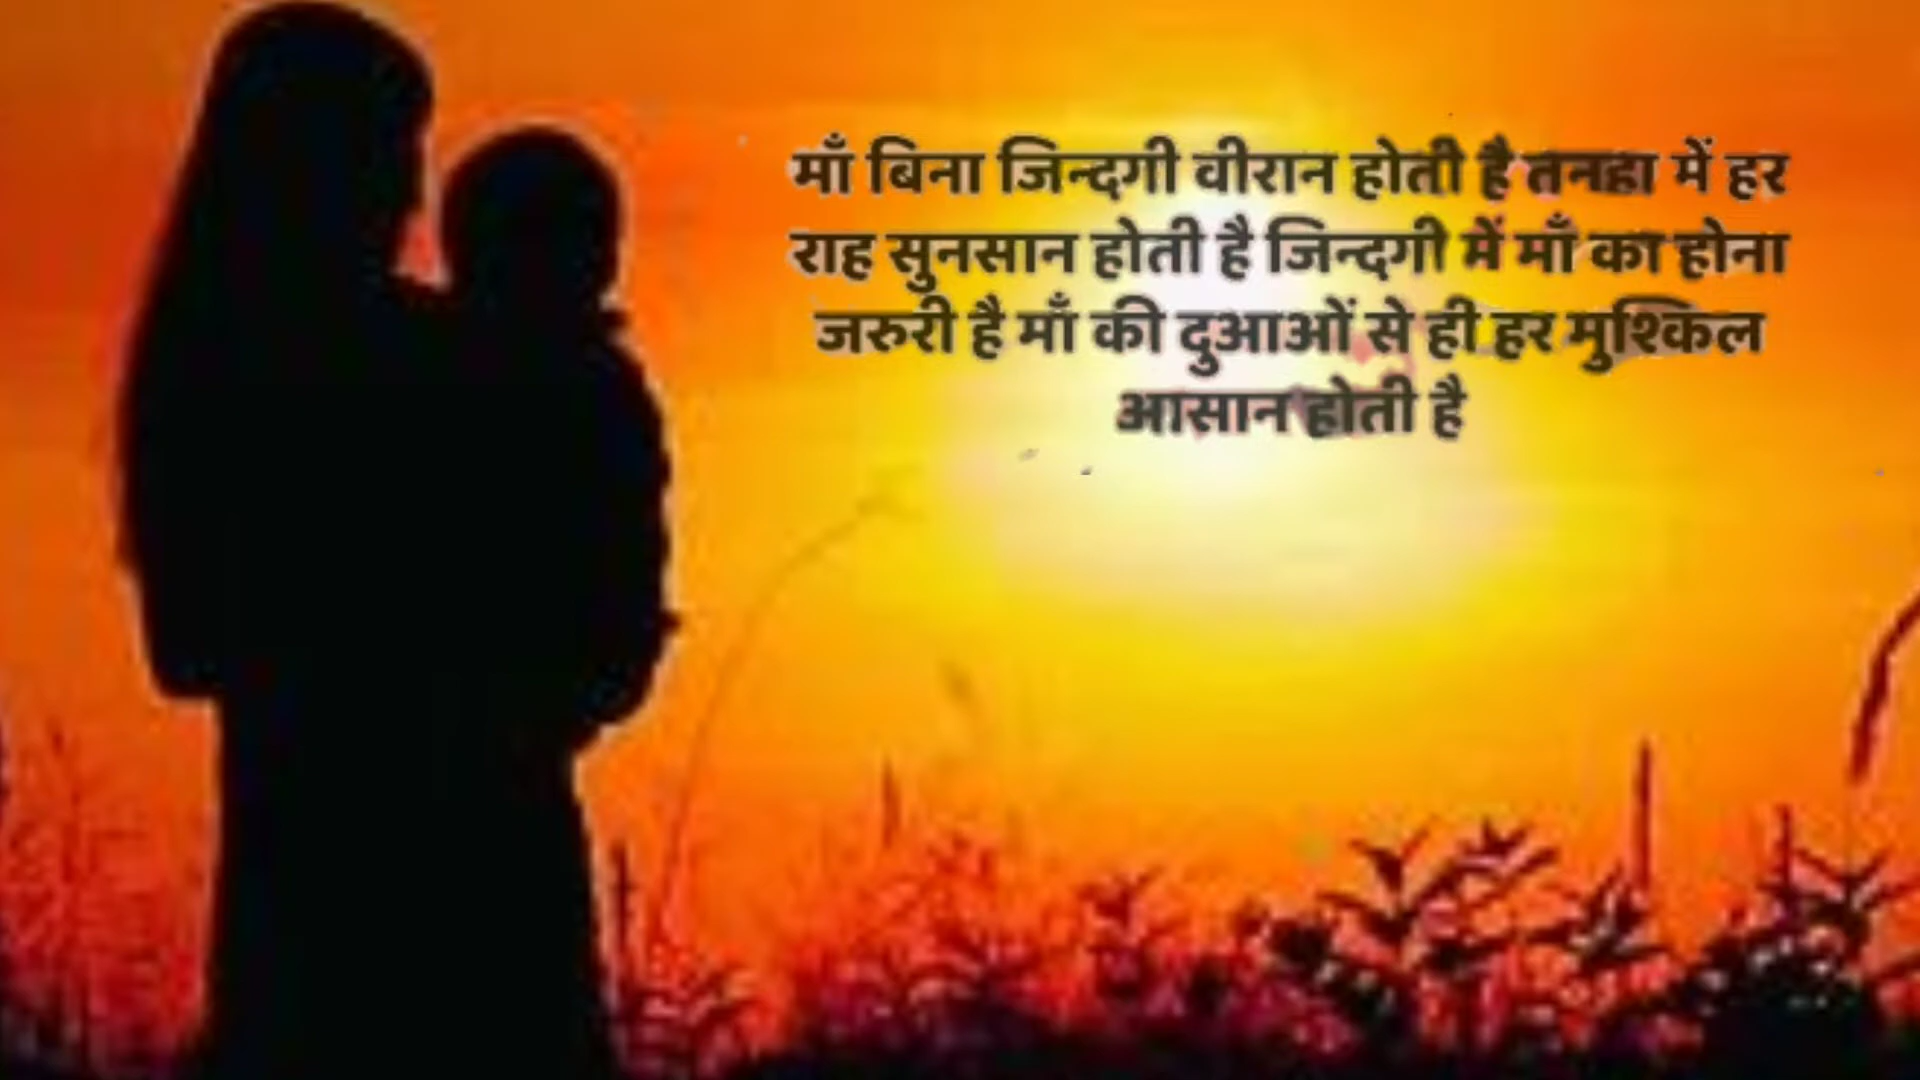 माँ बिना जिन्दगी वीरान होती है तनहा में हर
राह सुनसान होती है जिन्दगी में माँ का होना
जरुरी है माँ की दुआओं से ही हर मुश्किल
आसान होती है